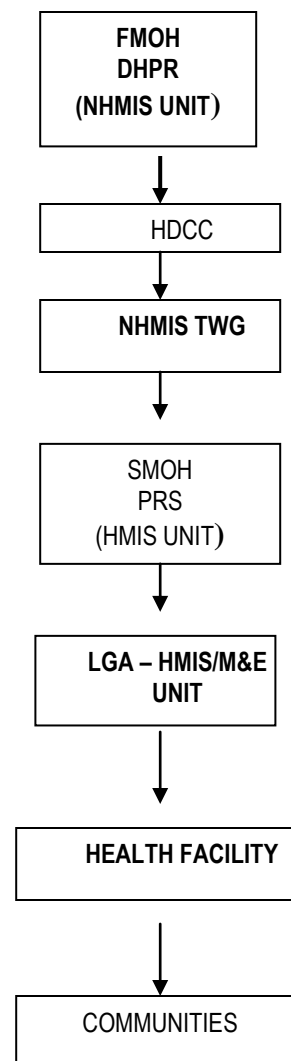 FMOH
DHPR
(NHMIS UNIT)
HDCC
NHMIS TWG
SMOH
PRS
(HMIS UNIT)
LGA – HMIS/M&E
UNIT
HEALTH FACILITY
COMMUNITIES